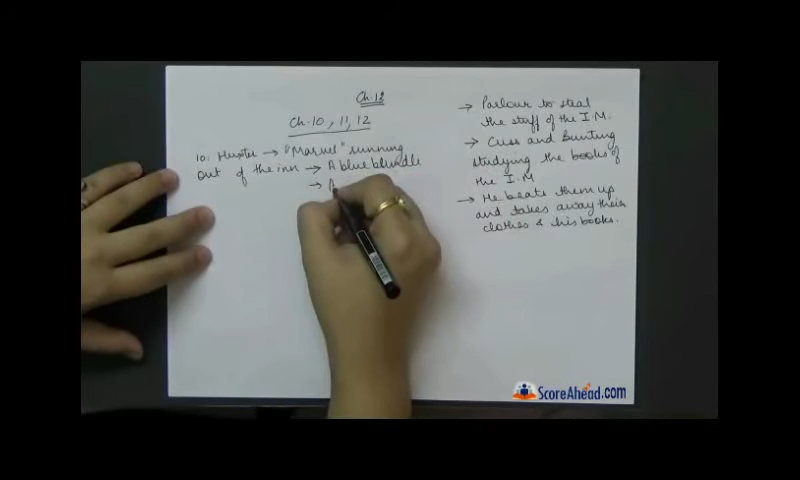 Ch. 12
Ch. 10, 11, 12
10: Huxter → "Marvel" running
out of the inn → A blue bundle
→ A
→ Parlour to steal
the stuff of the I.M.
→ Cuss and Bunting
studying the books of
the I.M
→ He beats them up
and takes away their
clothes & his books.
ScoreAhead.com